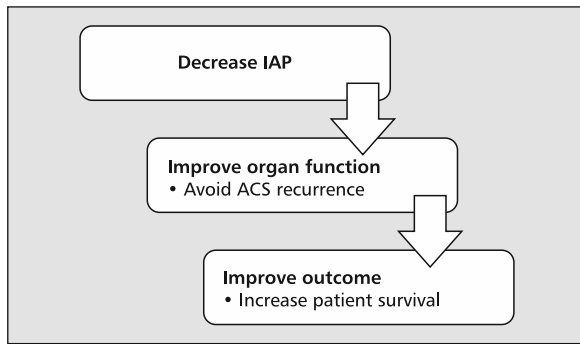 Decrease IAP
Improve organ function
• Avoid ACS recurrence
Improve outcome
• Increase patient survival